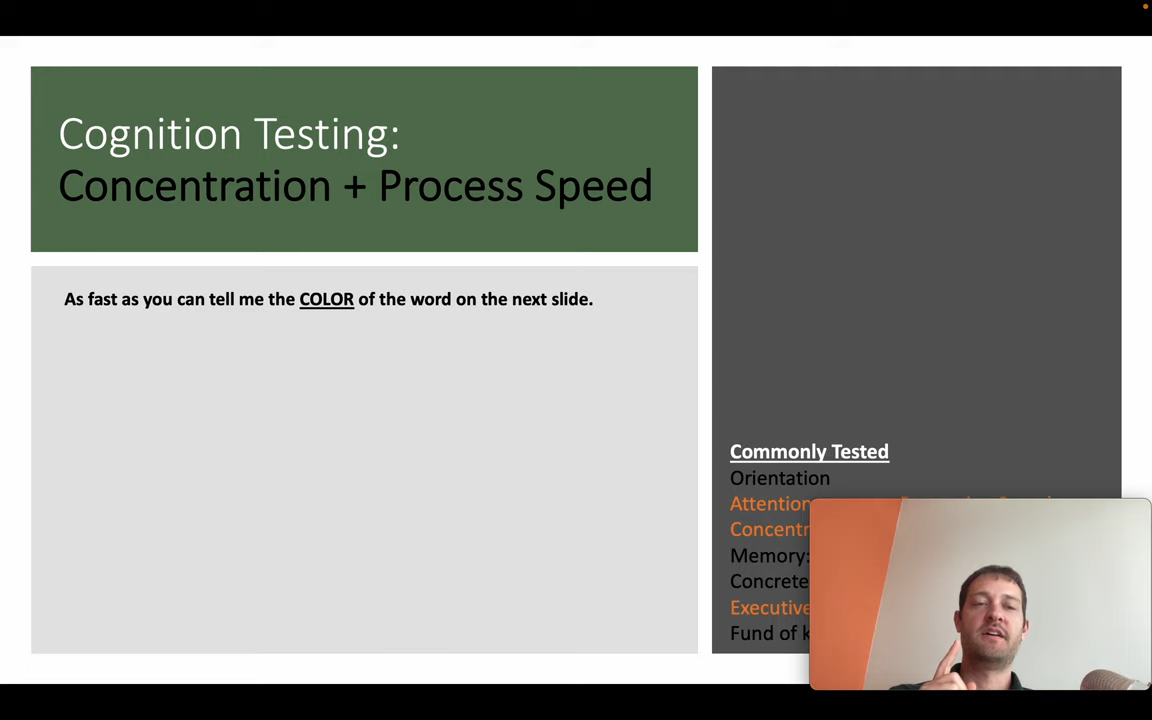 Cognition Testing:
Concentration + Process Speed
As fast as you can tell me the COLOR of the word on the next slide.
Commonly Tested
Orientation
Attention
Memory:
Concrete
Executive
Fund of